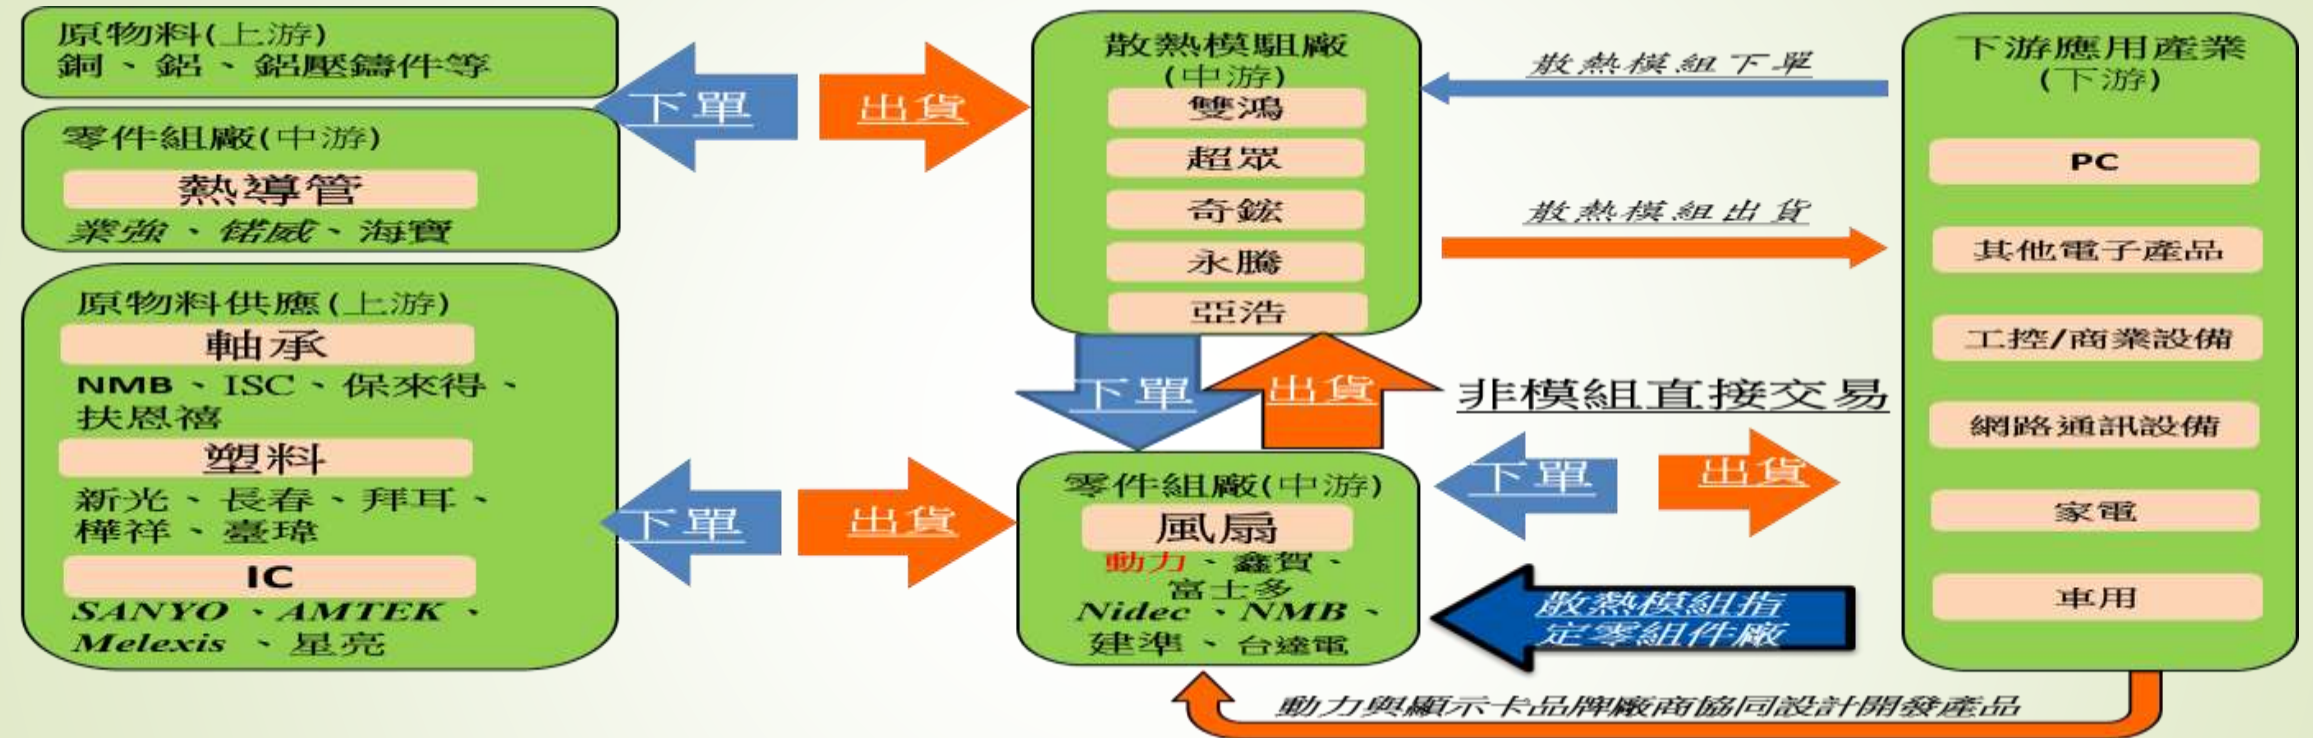 原物料(上游)
銅、鋁、鋁壓鑄件等
零件組廠(中游)
熱導管
業強、鍩威、海寶
原物料供應(上游)
軸承
NMB、ISC、保來得、
扶恩禧
塑料
新光、長春、拜耳、
樺祥、臺瑋
IC
SANYO、AMTEK、
Melexis、星亮
下單
出貨
下單
出貨
散熱模駔廠
(中游)
雙鴻
超眾
奇鋐
永騰
亞浩
下單
出貨
零件組廠(中游)
風扇
動力、鑫賀、
富士多
Nidec、NMB、
建準、台達電
散熱模組下單
散熱模組出貨
非模組直接交易
下單
出貨
散熱模組指
定零組件廠
動力與顯示卡品牌廠商協同設計開發產品
下游應用產業
(下游)
PC
其他電子產品
工控/商業設備
網路通訊設備
家電
車用